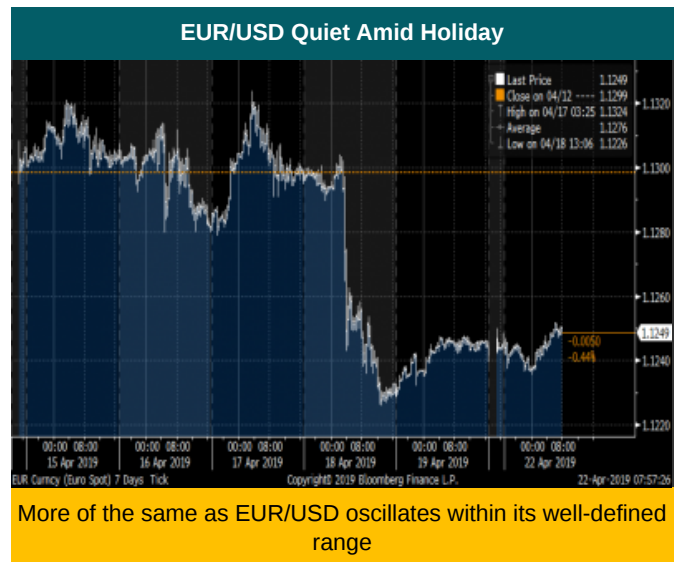 EUR/USD Quiet Amid Holiday
Last Price 1.1249
Close on 04/12 ---- 1.1299
High on 04/17 03:25 1.1324
Average 1.1276
Low on 04/18 13:06 1.1226
1.1320
1.1300
1.1280
1.1260
1.1249
-0.0050
-0.44%
1.1240
1.1220
00:00 08:00 00:00 08:00 00:00 08:00 00:00 08:00 00:00 08:00 00:00 08:00
15 Apr 2019 16 Apr 2019 17 Apr 2019 18 Apr 2019 19 Apr 2019 22 Apr 2019
EUR Curncy (Euro Spot) 7 Days Tick Copyright© 2019 Bloomberg Finance L.P. 22-Apr-2019 07:57:26
More of the same as EUR/USD oscillates within its well-defined
range